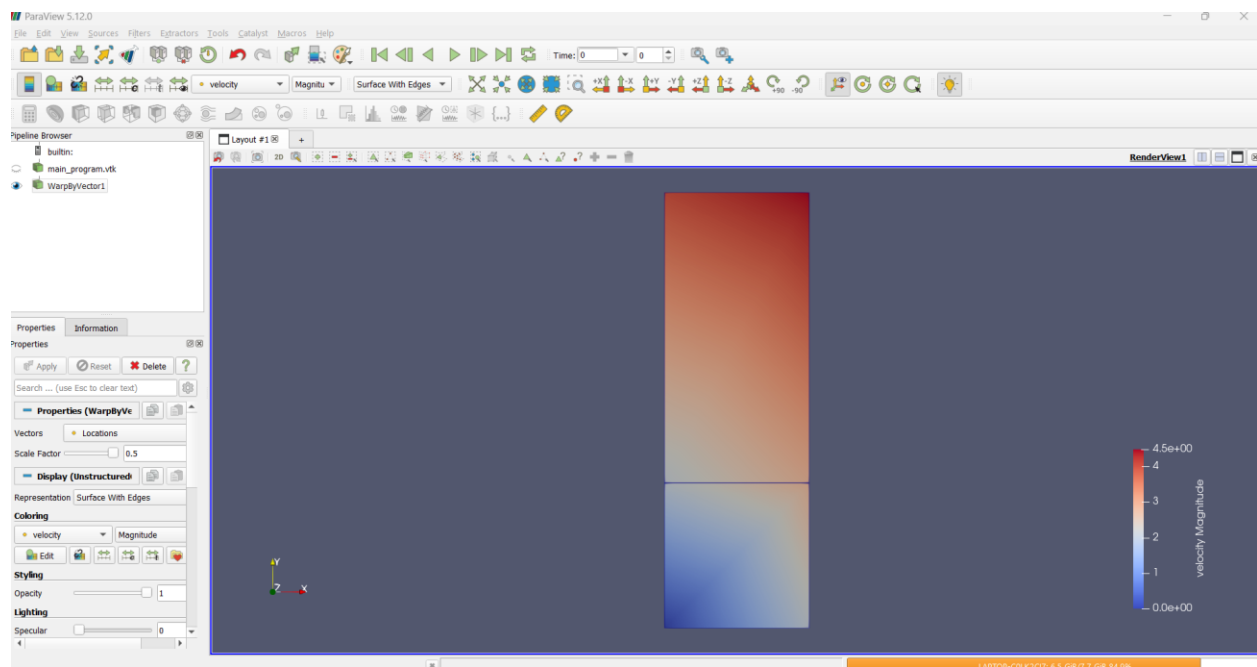 ParaView 5.12.0
File Edit View Sources Filters Extractors Tools Catalyst Macros Help
Time: 0 0
velocity Magnitu Surface With Edges +X -X +Y -Y +Z -Z +90 -90
Pipeline Browser
Layout #1 +
builtin:
2D RenderView1
main_program.vtk
WarpByVector1
Properties Information
Properties
Apply Reset Delete ?
Search ... (use Esc to clear text)
Properties (WarpByVe
Vectors Locations
Scale Factor 0.5
Display (Unstructured
Representation Surface With Edges
Coloring
velocity Magnitude
Edit
Styling
Opacity 1
Lighting
Specular 0
Y
Z X
4.5e+00
4
3
2
1
0.0e+00
velocity Magnitude